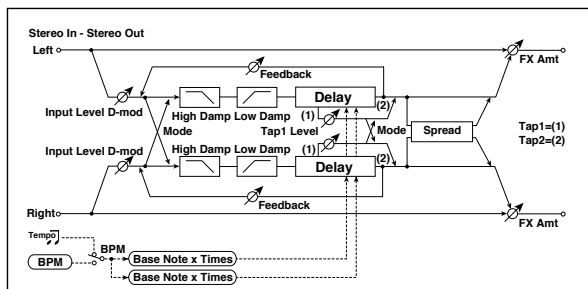 Stereo In - Stereo Out
Left
FX Amt
Feedback
Input Level D-mod
High Damp Low Damp
Delay
(1)
(2)
Tap1 Level
Mode
Mode
Spread
Tap1=(1)
Tap2=(2)
Input Level D-mod
High Damp Low Damp
(1)
(2)
Delay
Feedback
Right
FX Amt
Tempo
BPM
BPM
Base Note x Times
Base Note x Times